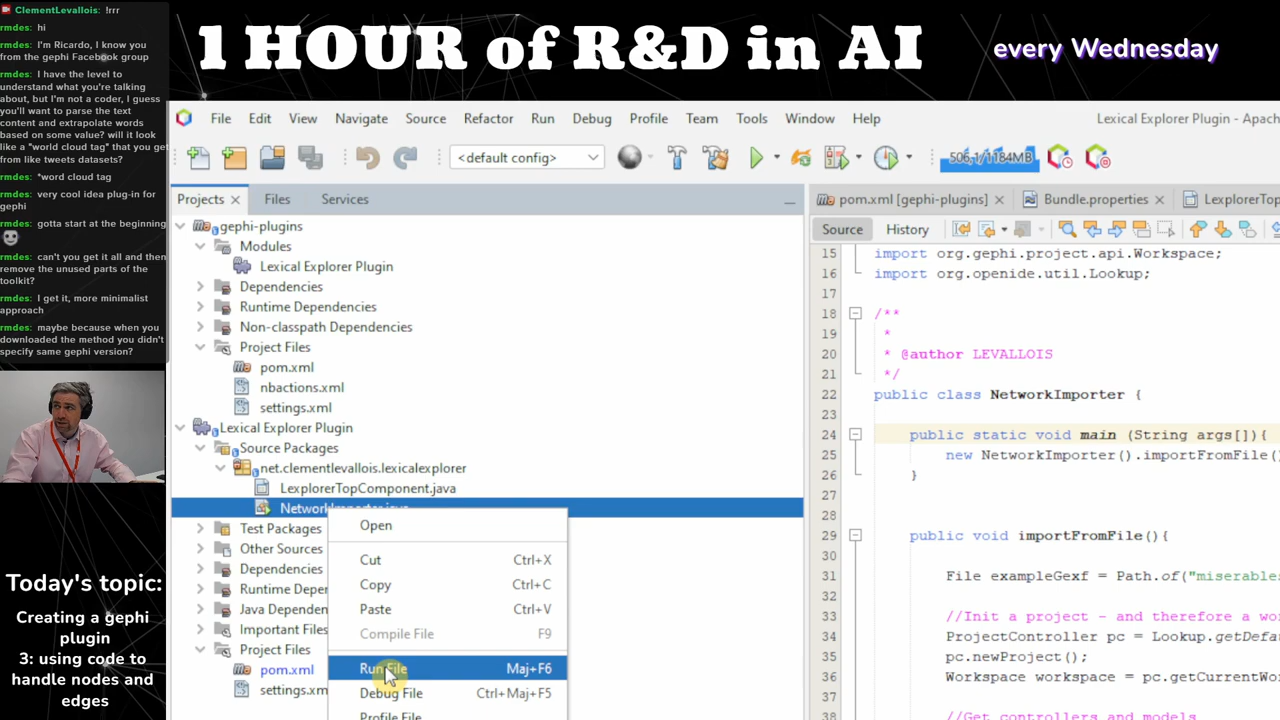 ClementLevallois: !rrr
rmdes: hi
rmdes: I'm Ricardo, I know you
from the gephi Facebook group
rmdes: I have the level to
understand what you're talking
about, but I'm not a coder, I guess
you'll want to parse the text
content and extrapolate words
based on some value? will it look
like a "world cloud tag" that you get
from like tweets datasets?
rmdes: *word cloud tag
rmdes: very cool idea plug-in for
gephi
rmdes: gotta start at the beginning
rmdes: can't you get it all and then
remove the unused parts of the
toolkit?
rmdes: I get it, more minimalist
approach
rmdes: maybe because when you
downloaded the method you didn't
specify same gephi version?
Today's topic:
Creating a gephi
plugin
3: using code to
handle nodes and
edges
1 HOUR of R&D in AI
every Wednesday
File Edit View Navigate Source Refactor Run Debug Profile Team Tools Window Help
Lexical Explorer Plugin - Apach
<default config>
506,1/1184MB
Projects Files Services
gephi-plugins
Modules
Lexical Explorer Plugin
Dependencies
Runtime Dependencies
Non-classpath Dependencies
Project Files
pom.xml
nbactions.xml
settings.xml
Lexical Explorer Plugin
Source Packages
net.clementlevallois.lexicalexplorer
LexplorerTopComponent.java
NetworkImporter.java
Test Packages
Other Sources
Dependencies
Runtime Depen
Java Dependen
Important Files
Project Files
pom.xml
settings.xm
Open
Cut Ctrl+X
Copy Ctrl+C
Paste
Ctrl+V
Compile File F9
Run File Maj+F6
Debug File Ctrl+Maj+F5
Profile File
pom.xml [gephi-plugins] Bundle.properties LexplorerTop
Source History
15 import org.gephi.project.api.Workspace;
16 import org.openide.util.Lookup;
17
18 /**
19 *
20 * @author LEVALLOIS
21 */
22 public class NetworkImporter {
23
24 public static void main (String args[]){
25 new NetworkImporter().importFromFile()
26 }
27
28
29 public void importFromFile(){
31 File exampleGexf = Path.of("miserable
32
33 //Init a project - and therefore a wo
34 ProjectController pc = Lookup.getDefa
35 pc.newProject();
36 Workspace workspace = pc.getCurrentWor
37
38 //Get controllers and models